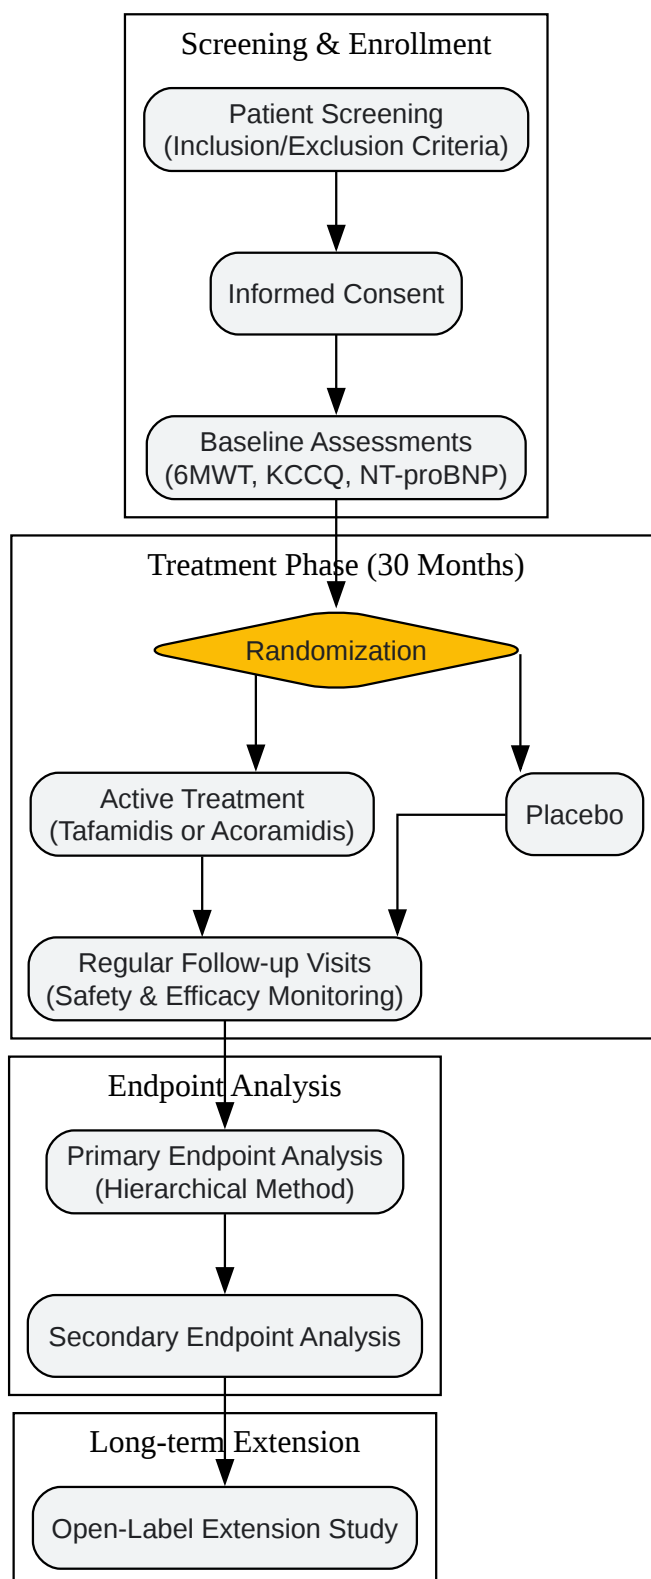 Screening & Enrollment
Patient Screening
(Inclusion/Exclusion Criteria)
Informed Consent
Baseline Assessments
(6MWT, KCCQ, NT-proBNP)
Treatment Phase (30 Months)
Randomization
Active Treatment
(Tafamidis or Acoramidis)
Placebo
Regular Follow-up Visits
(Safety & Efficacy Monitoring)
Endpoint Analysis
Primary Endpoint Analysis
(Hierarchical Method)
Secondary Endpoint Analysis
Long-term Extension
Open-Label Extension Study